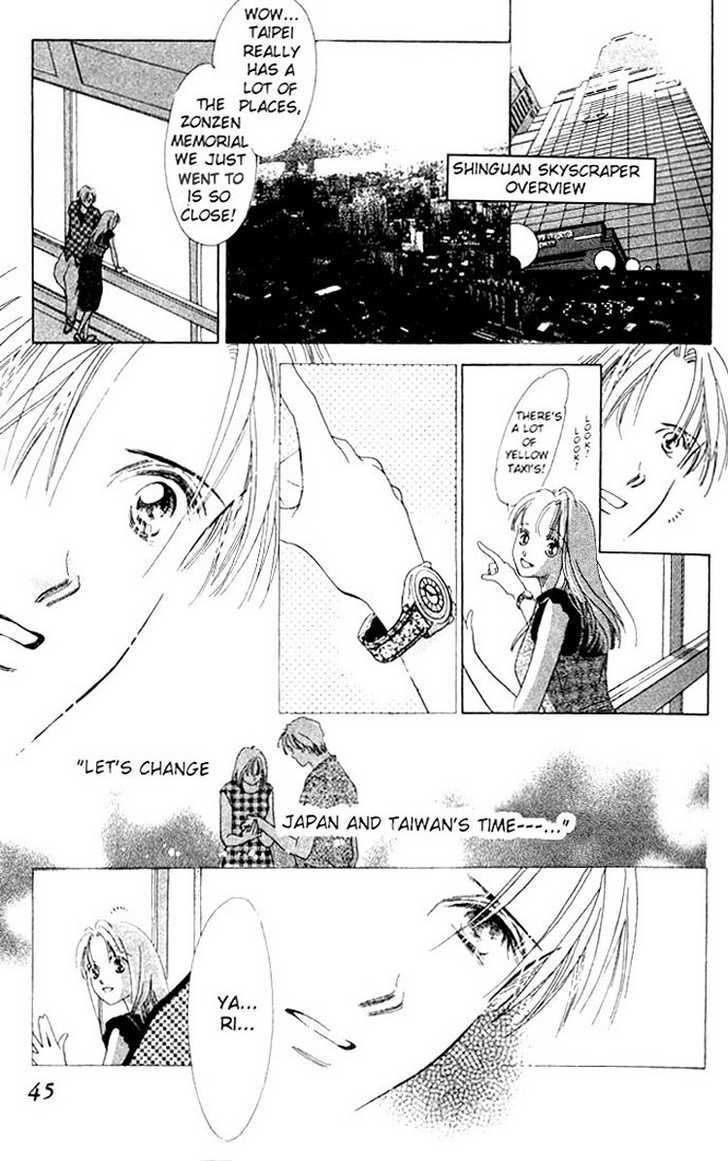 SHINGUAN SKYSCRAPER
OVERVIEW
WOW...
TAIPEI
REALLY
HAS A
LOT OF
PLACES,
THE
ZONZEN
MEMORIAL
WE JUST
WENT TO
IS SO
CLOSE!
LOOK!
LOOK!
THERE'S
A LOT
OF
YELLOW
TAXI'S!
"LET'S CHANGE
JAPAN AND TAIWAN'S TIME---..."
YA...
RI...
45